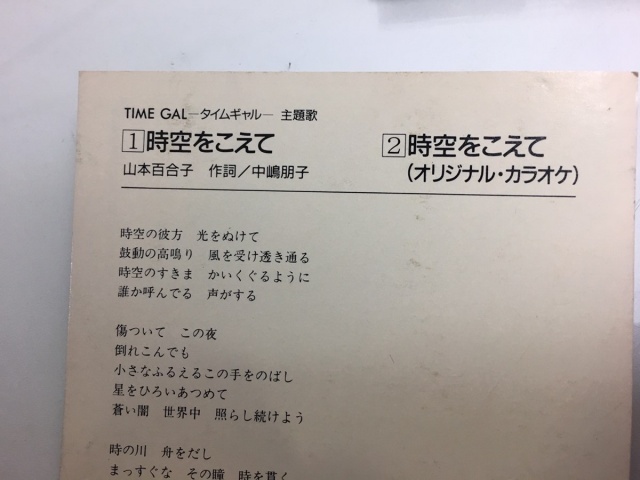 TIME GAL—タイムギャル— 主題歌
1 時空をこえて
山本百合子 作詞/中嶋朋子
2 時空をこえて
(オリジナル・カラオケ)
時空の彼方 光をぬけて
鼓動の高鳴り 風を受け透き通る
時空のすきま かいくぐるように
誰か呼んでる 声がする
傷ついて この夜
倒れこんでも
小さなふるえるこの手をのばし
星をひろいあつめて
蒼い闇 世界中 照らし続けよう
時の川 舟をだし
まっすぐな その瞳 時を貫く